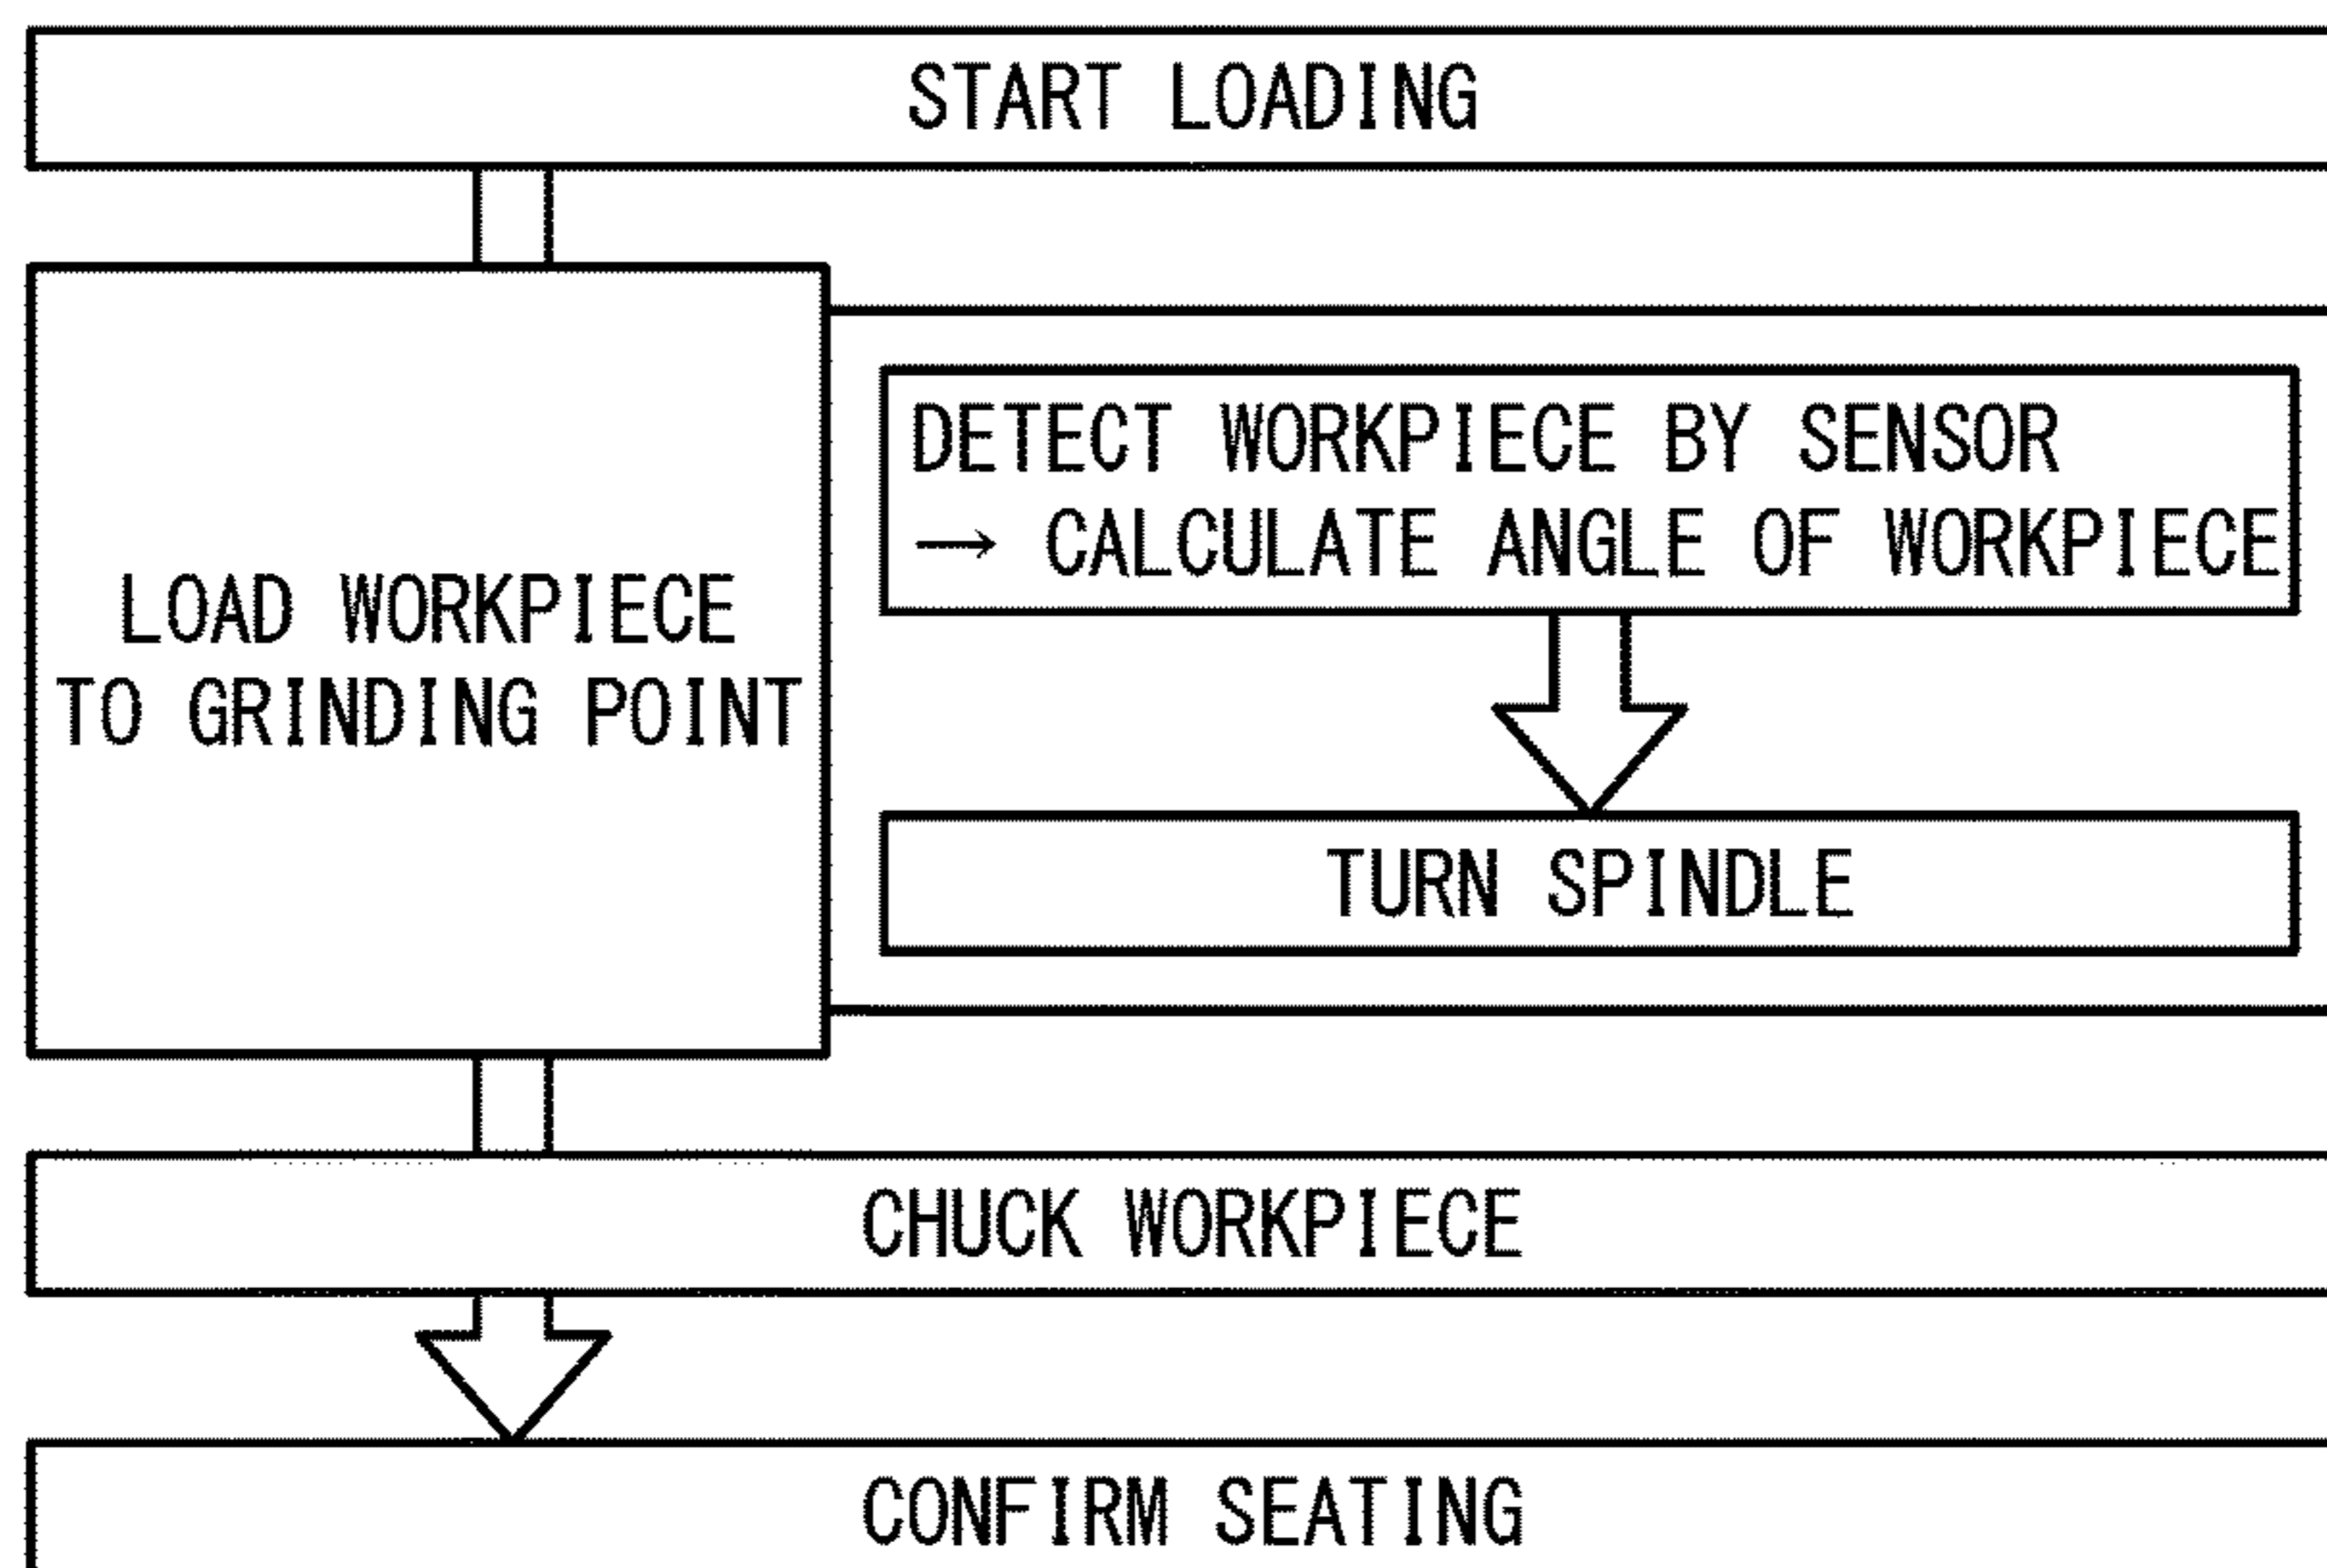 START LOADING
LOAD WORKPIECE
TO GRINDING POINT
DETECT WORKPIECE BY SENSOR
→ CALCULATE ANGLE OF WORKPIECE
TURN SPINDLE
CHUCK WORKPIECE
CONFIRM SEATING